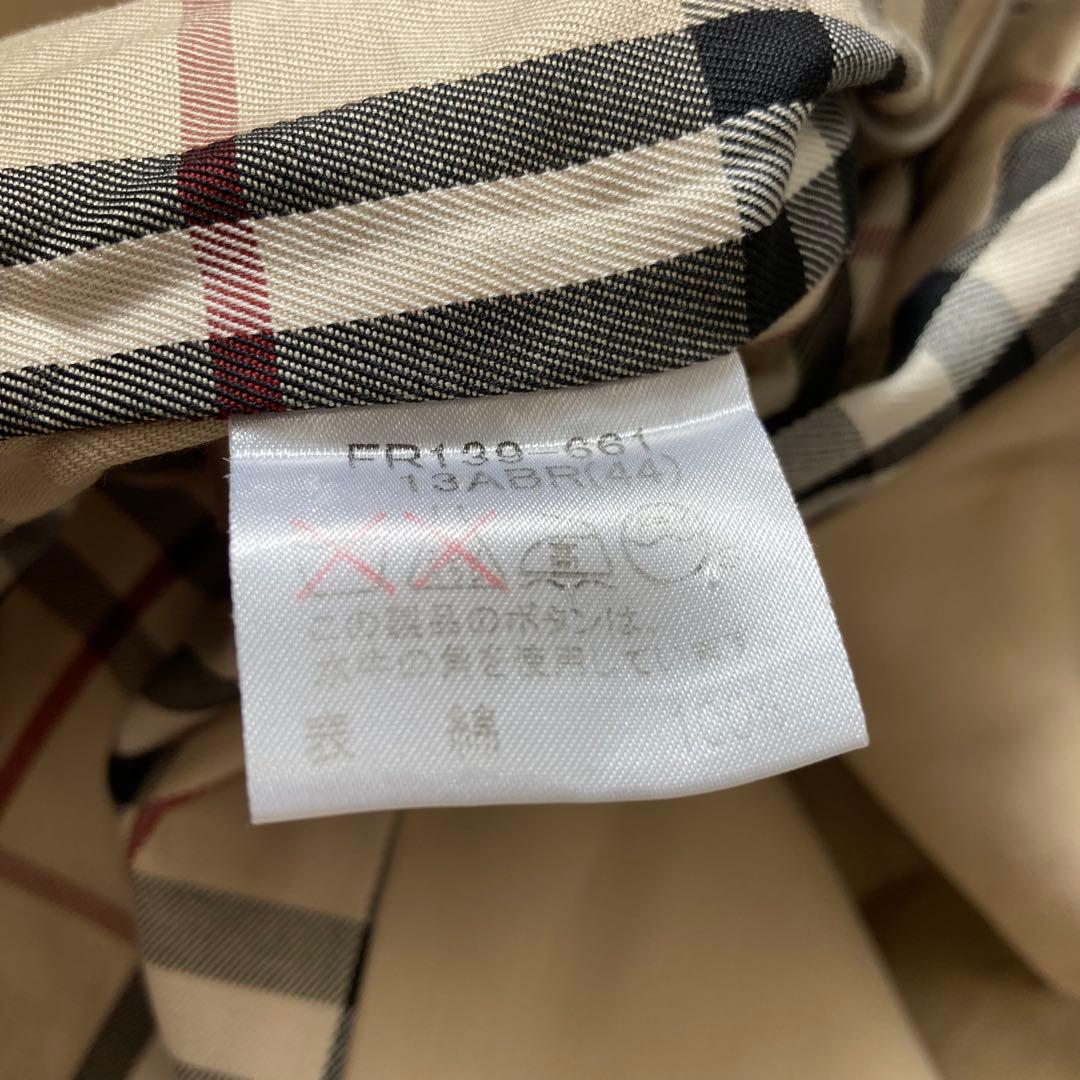 FR139-661
13ABR(44)
高
この製品のボタンは、
水牛の角を使用しています。
表 綿